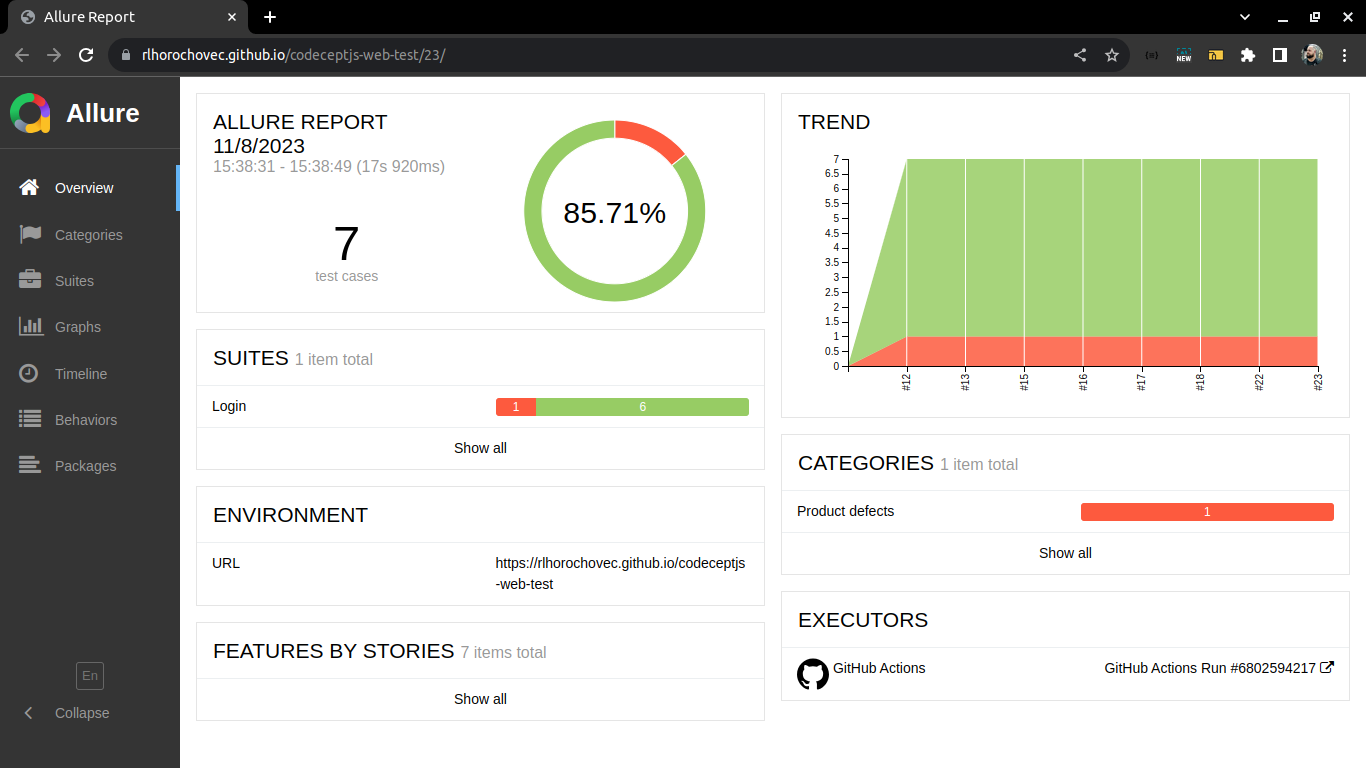 Allure Report
rlhorochovec.github.io/codeceptjs-web-test/23/
NEW
Allure
Overview
Categories
Suites
Graphs
Timeline
Behaviors
Packages
En
Collapse
ALLURE REPORT
11/8/2023
15:38:31 - 15:38:49 (17s 920ms)
7
test cases
85.71%
SUITES 1 item total
Login 1 6
Show all
ENVIRONMENT
URL https://rlhorochovec.github.io/codeceptjs
-web-test
FEATURES BY STORIES 7 items total
Show all
TREND
7
6.5
6
5.5
5
4.5
4
3.5
3
2.5
2
1.5
1
0.5
0
#12 #13 #15 #16 #17 #18 #22 #23
CATEGORIES 1 item total
Product defects 1
Show all
EXECUTORS
GitHub Actions GitHub Actions Run #6802594217